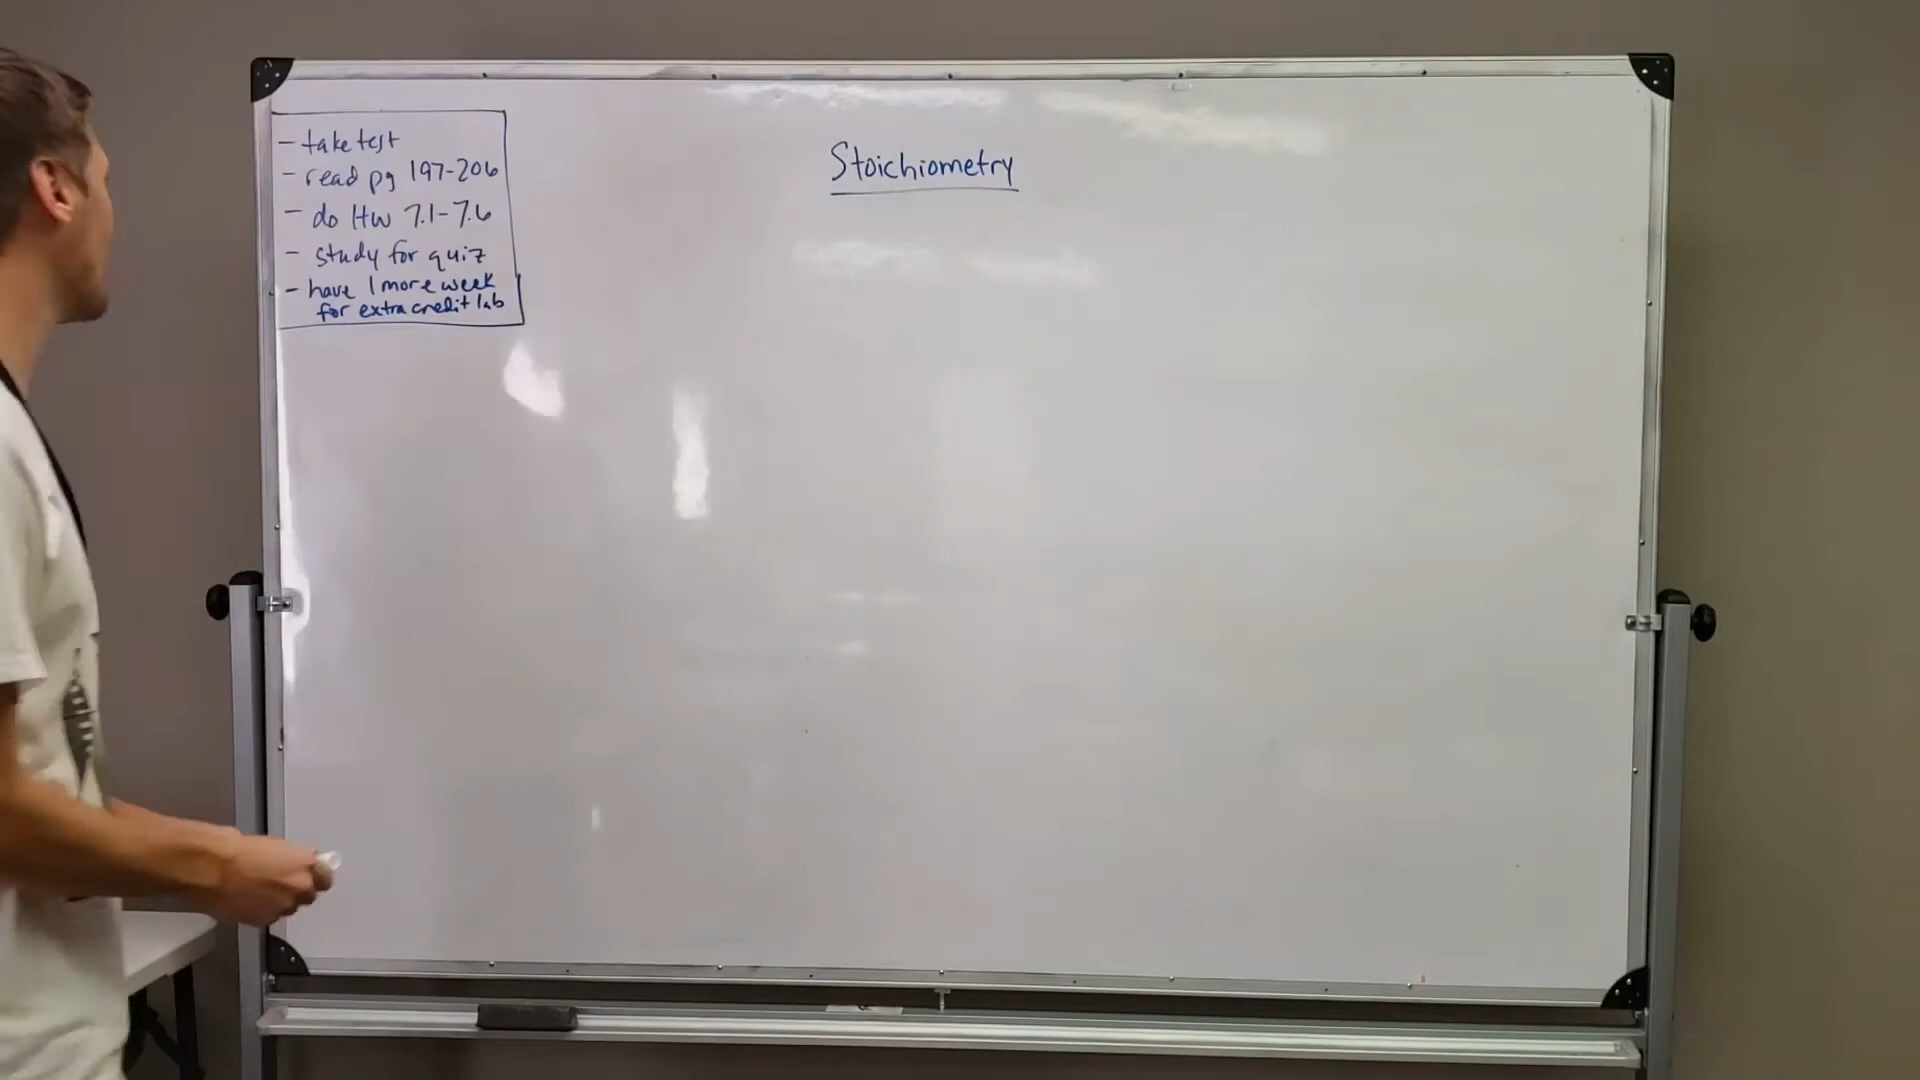 - take test
- read pg 197-206
- do HW 7.1-7.6
- study for quiz
- have 1 more week
for extra credit lab
Stoichiometry